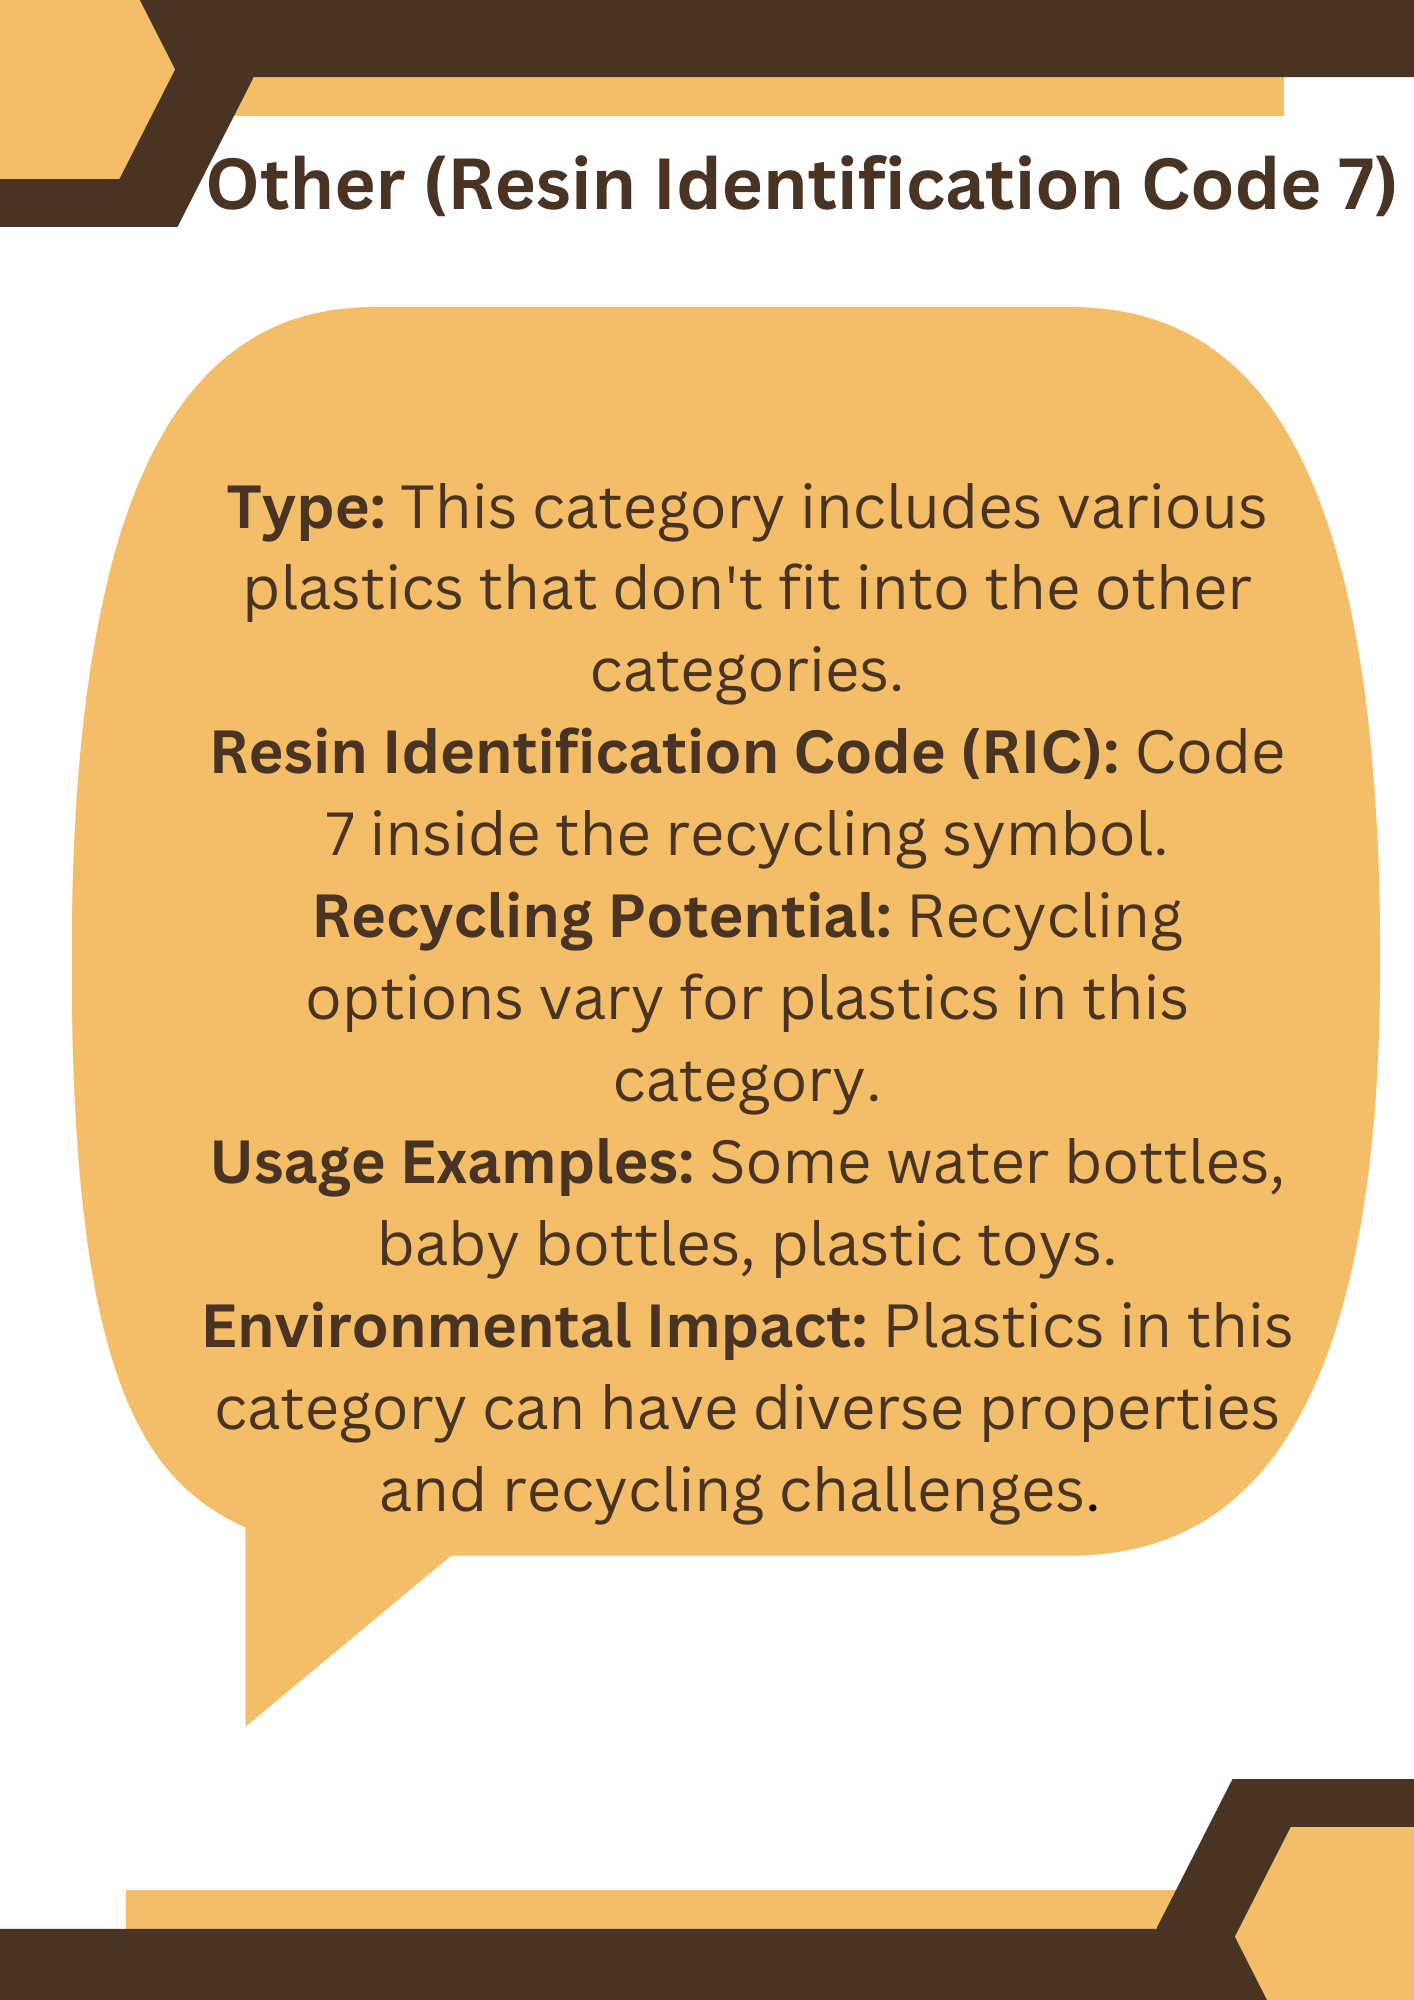 Other (Resin Identification Code 7)
Type: This category includes various
plastics that don't fit into the other
categories.
Resin Identification Code (RIC): Code
7 inside the recycling symbol.
Recycling Potential: Recycling
options vary for plastics in this
category.
Usage Examples: Some water bottles,
baby bottles, plastic toys.
Environmental Impact: Plastics in this
category can have diverse properties
and recycling challenges.